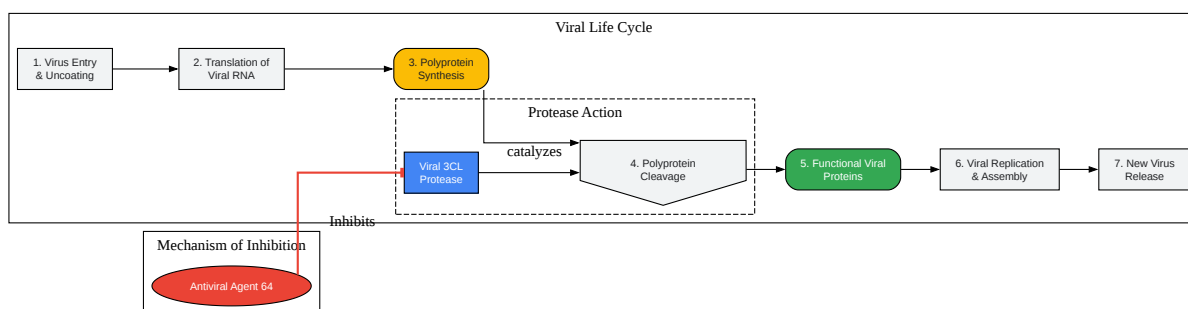 Viral Life Cycle
1. Virus Entry
& Uncoating
2. Translation of
Viral RNA
3. Polyprotein
Synthesis
Protease Action
catalyzes
Viral 3CL
Protease
4. Polyprotein
Cleavage
5. Functional Viral
Proteins
6. Viral Replication
& Assembly
7. New Virus
Release
Inhibits
Mechanism of Inhibition
Antiviral Agent 64